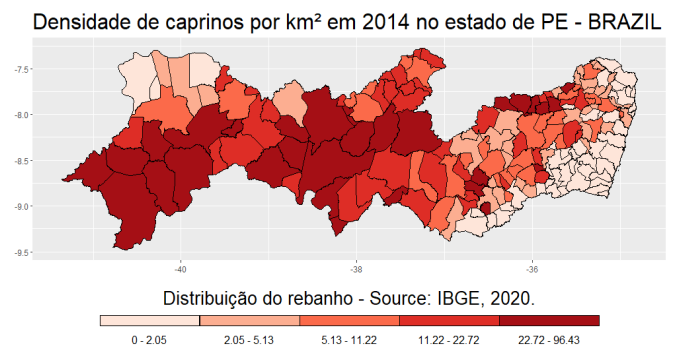 Densidade de caprinos por km² em 2014 no estado de PE - BRAZIL
-7.5
-8.0
-8.5
-9.0
-9.5
-40
-38
-36
Distribuição do rebanho - Source: IBGE, 2020.
0 - 2.05
2.05 - 5.13
5.13 - 11.22
11.22 - 22.72
22.72 - 96.43